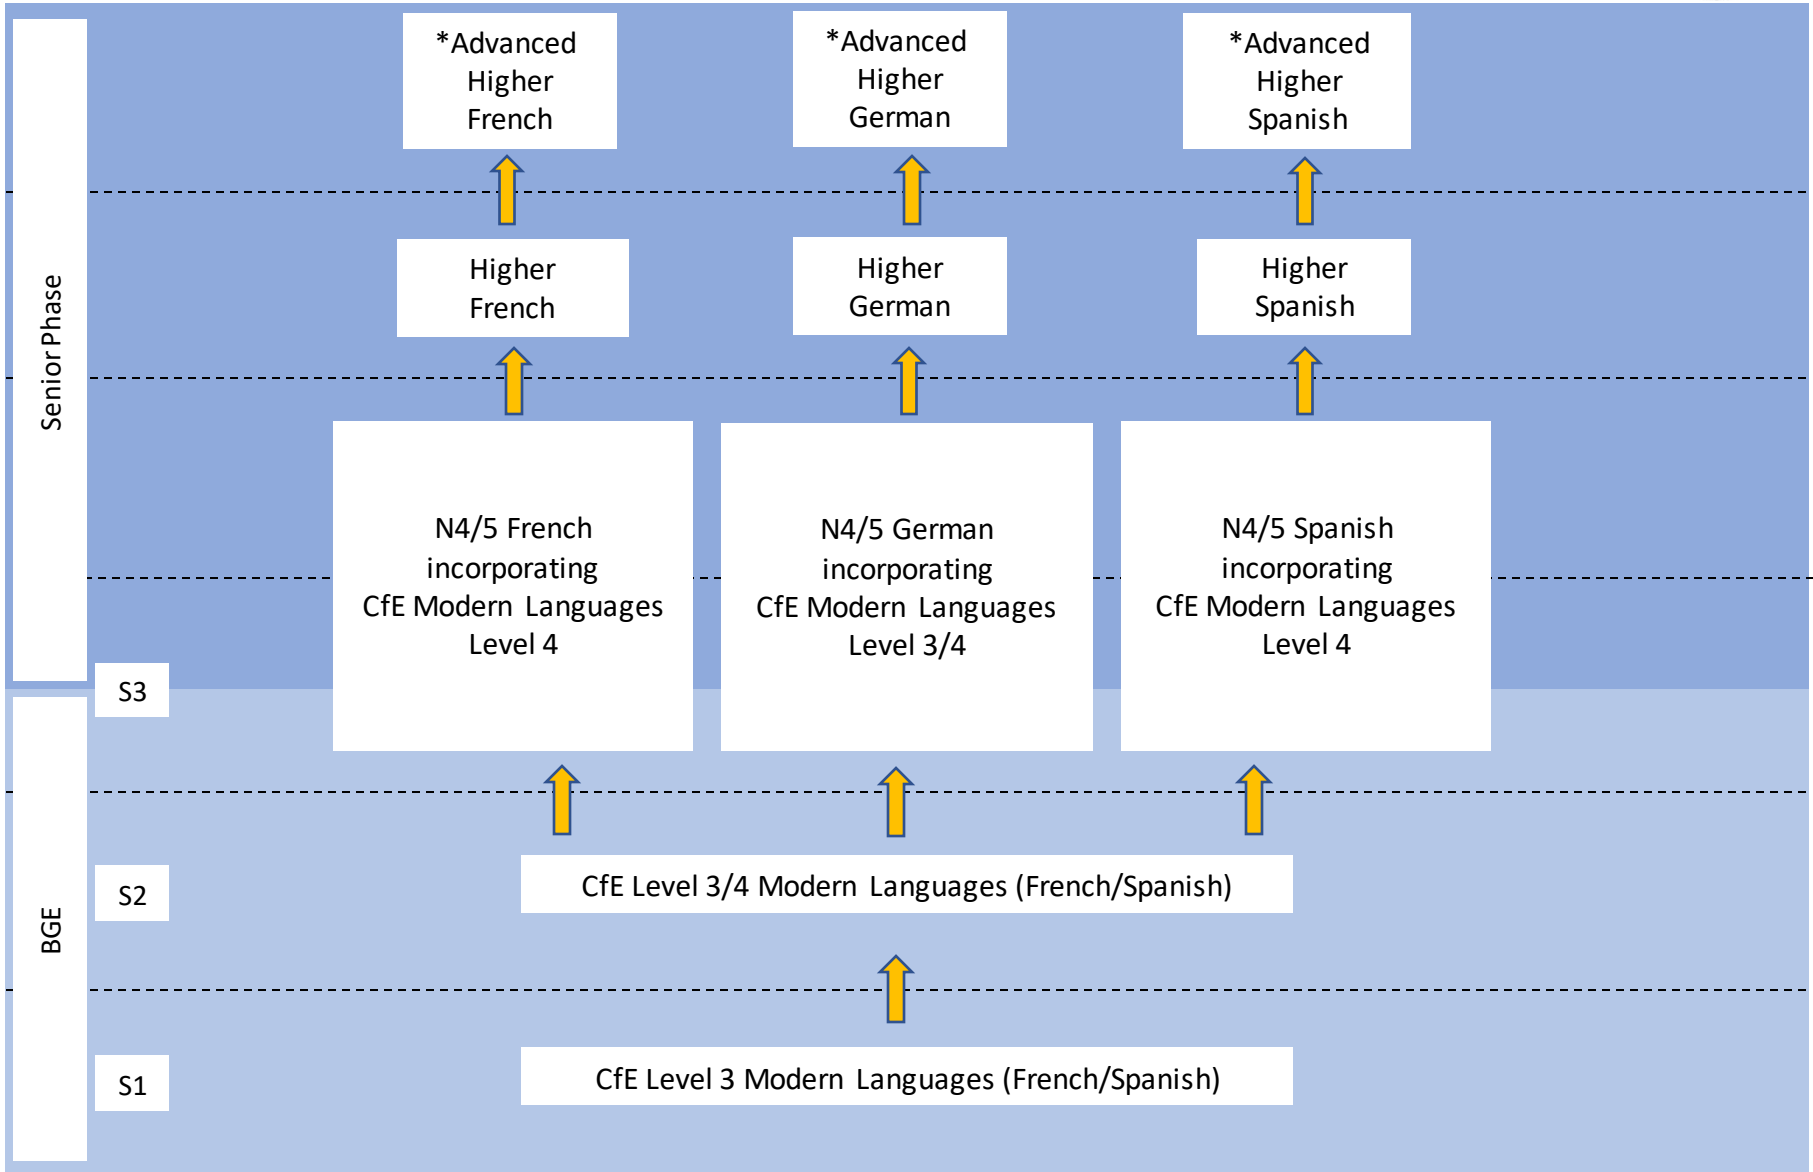 *Advanced
Higher
French
*Advanced
Higher
German
*Advanced
Higher
Spanish
Higher
French
Higher
German
Higher
Spanish
Senior Phase
N4/5 French
incorporating
CfE Modern Languages
Level 4
N4/5 German
incorporating
CfE Modern Languages
Level 3/4
N4/5 Spanish
incorporating
CfE Modern Languages
Level 4
S3
BGE
S2
CfE Level 3/4 Modern Languages (French/Spanish)
S1
CfE Level 3 Modern Languages (French/Spanish)